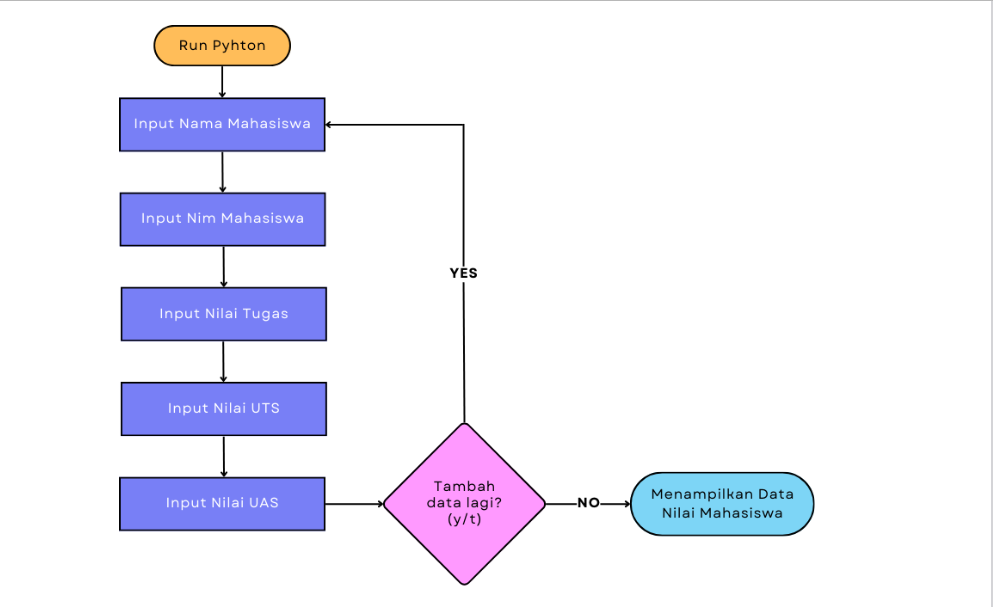 Run Pyhton
Input Nama Mahasiswa
Input Nim Mahasiswa
Input Nilai Tugas
Input Nilai UTS
Input Nilai UAS
Tambah
data lagi?
(y/t)
YES
NO
Menampilkan Data
Nilai Mahasiswa